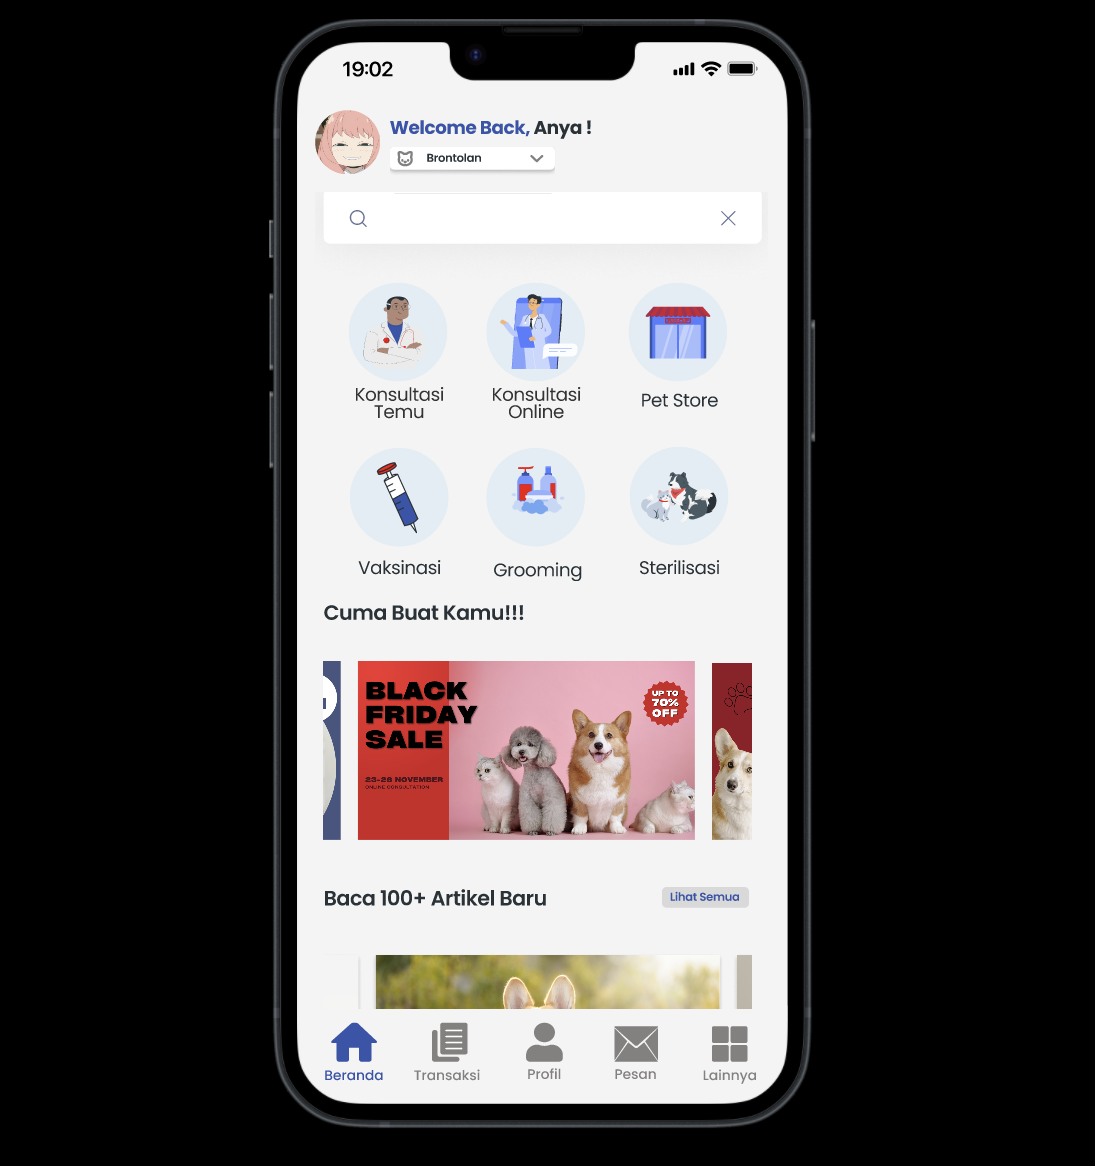 19:02
Welcome Back, Anya !
Brontolan
Konsultasi
Temu
Konsultasi
Online
Pet Store
Vaksinasi
Grooming
Sterilisasi
Cuma Buat Kamu!!!
BLACK
FRIDAY
SALE
23-26 NOVEMBER
ONLINE CONSULTATION
UP TO
70%
OFF
Baca 100+ Artikel Baru
Lihat Semua
Beranda
Transaksi
Profil
Pesan
Lainnya